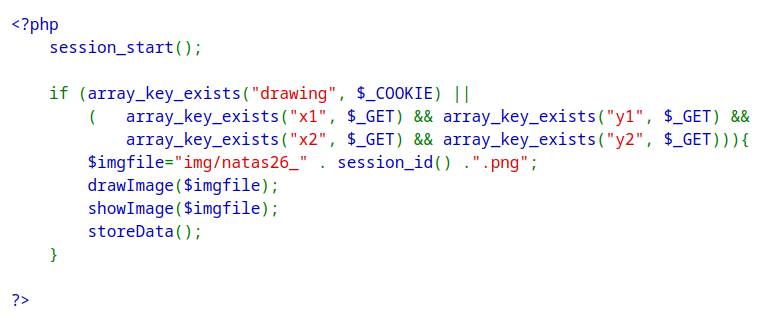 <?php
    session_start();

    if (array_key_exists("drawing", $_COOKIE) ||
        (   array_key_exists("x1", $_GET) && array_key_exists("y1", $_GET) &&
            array_key_exists("x2", $_GET) && array_key_exists("y2", $_GET))){
        $imgfile="img/natas26_" . session_id() .".png";
        drawImage($imgfile);
        showImage($imgfile);
        storeData();
    }

?>